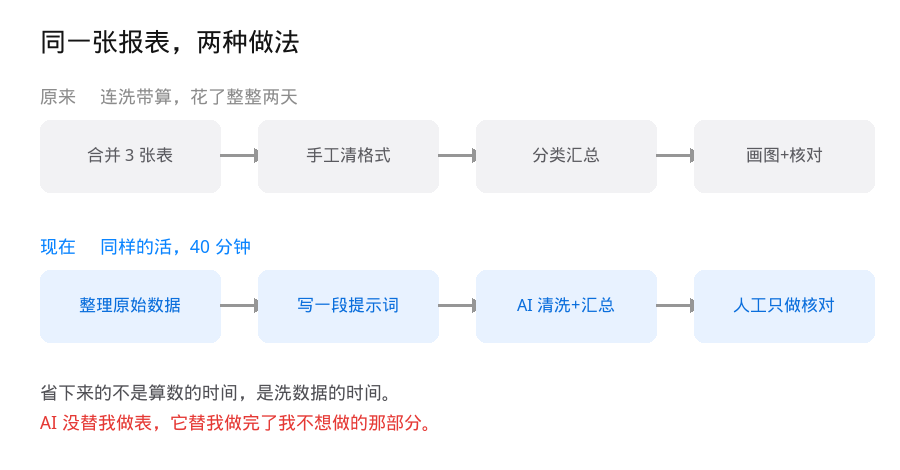 同一张报表，两种做法
原来 连洗带算，花了整整两天
合并 3 张表
手工清格式
分类汇总
画图+核对
现在 同样的活，40 分钟
整理原始数据
写一段提示词
AI 清洗+汇总
人工只做核对
省下来的不是算数的时间，是洗数据的时间。
AI 没替我做表，它替我做完了我不想做的那部分。